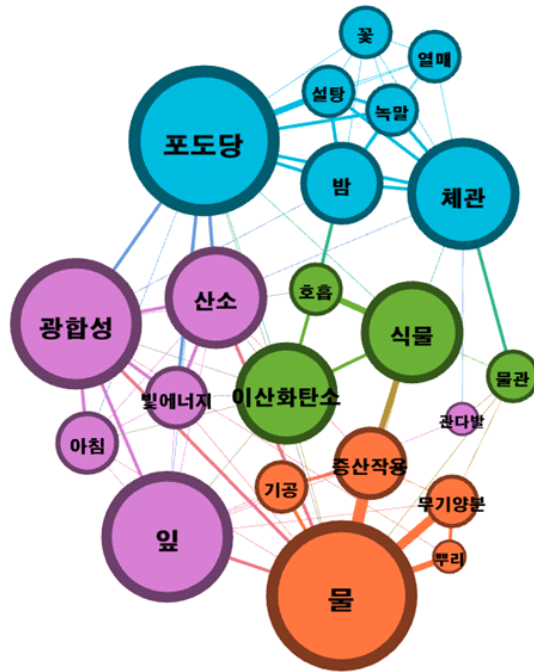 꽃
열매
설탕
녹말
포도당
밤
체관
호흡
산소
광합성
식물
물관
빛에너지
이산화탄소
관다발
아침
증산작용
기공
무기양분
잎
뿌리
물